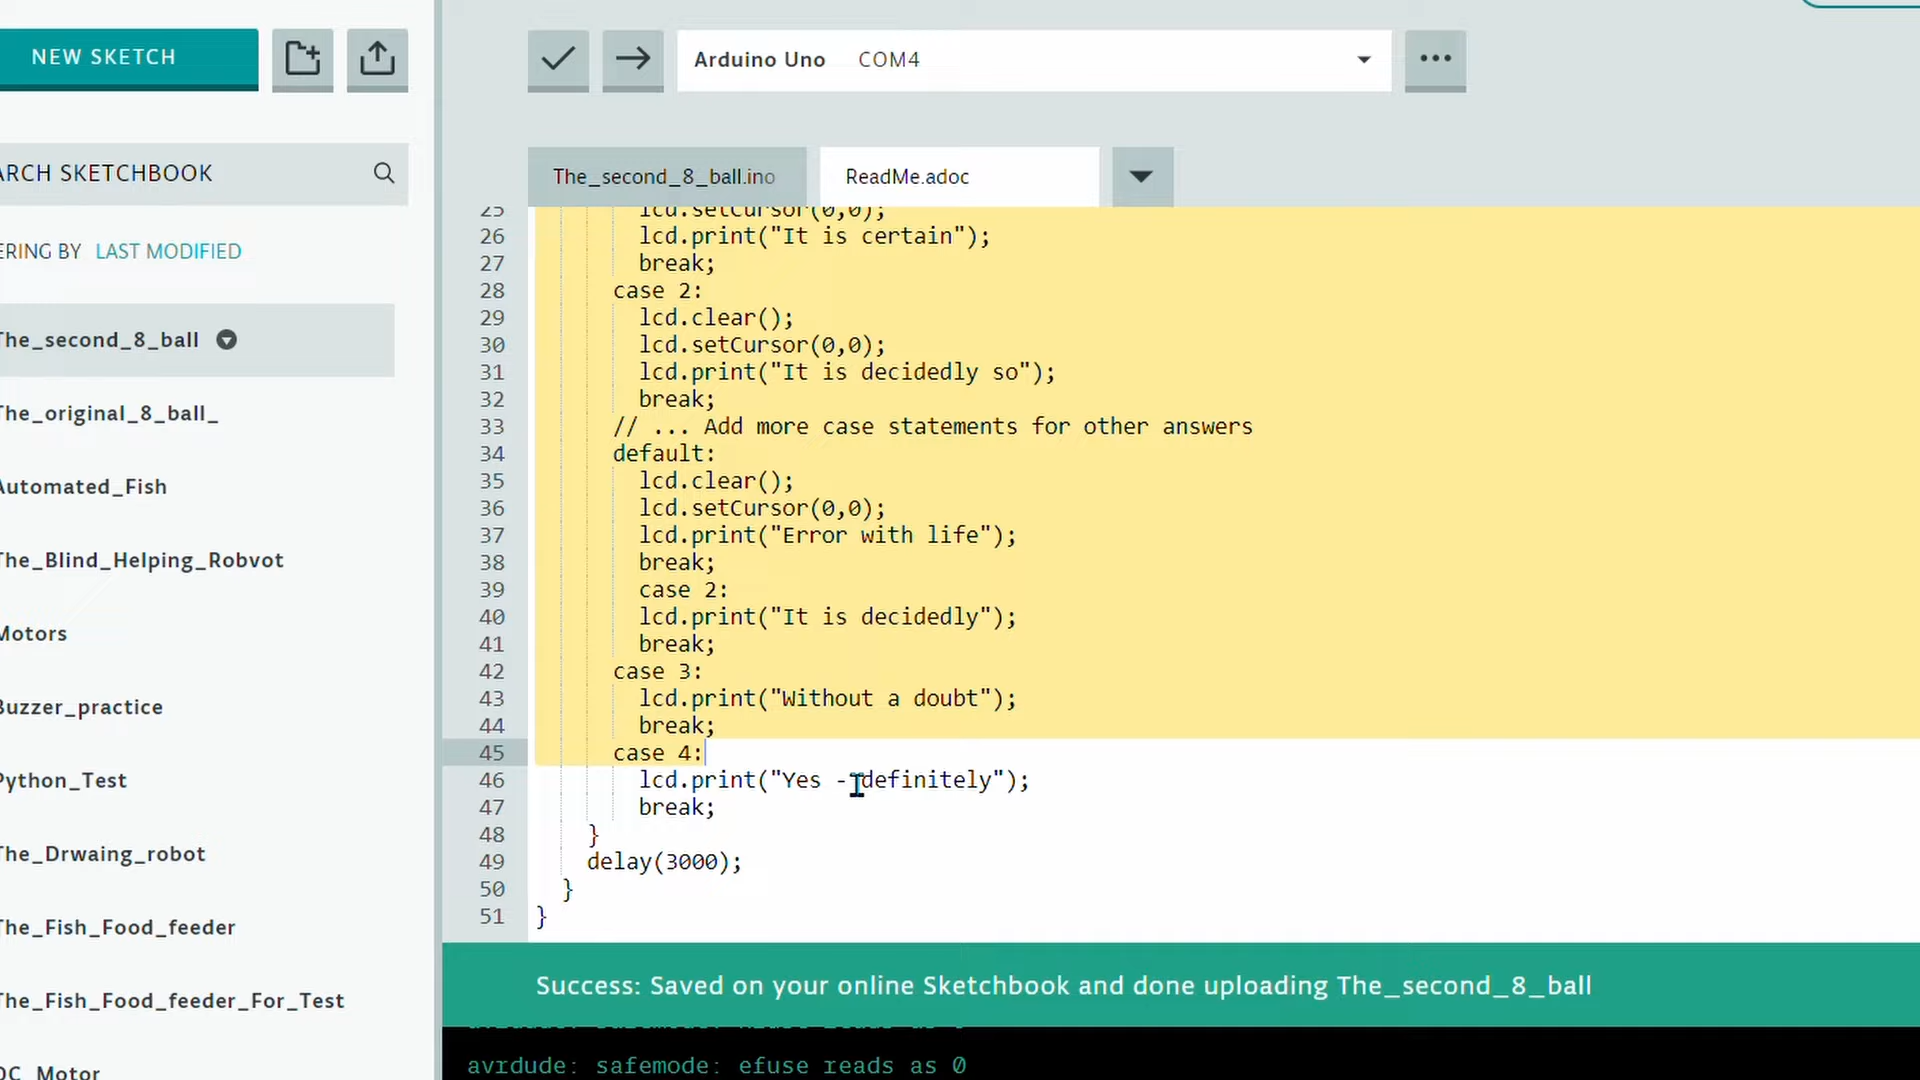 NEW SKETCH
Arduino Uno COM4
ARCH SKETCHBOOK
The_second_8_ball.ino
ReadMe.adoc
ERING BY LAST MODIFIED
The_second_8_ball
The_original_8_ball_
Automated_Fish
The_Blind_Helping_Robvot
Motors
Buzzer_practice
Python_Test
The_Drwaing_robot
The_Fish_Food_feeder
The_Fish_Food_feeder_For_Test
DC_Motor
25 lcd.setCursor(0,0);
26 lcd.print("It is certain");
27 break;
28 case 2:
29 lcd.clear();
30 lcd.setCursor(0,0);
31 lcd.print("It is decidedly so");
32 break;
33 // ... Add more case statements for other answers
34 default:
35 lcd.clear();
36 lcd.setCursor(0,0);
37 lcd.print("Error with life");
38 break;
39 case 2:
40 lcd.print("It is decidedly");
41 break;
42 case 3:
43 lcd.print("Without a doubt");
44 break;
45 case 4:
46 lcd.print("Yes - definitely");
47 break;
48 }
49 delay(3000);
50 }
51 }
Success: Saved on your online Sketchbook and done uploading The_second_8_ball
avrdude: safemode: efuse reads as 0